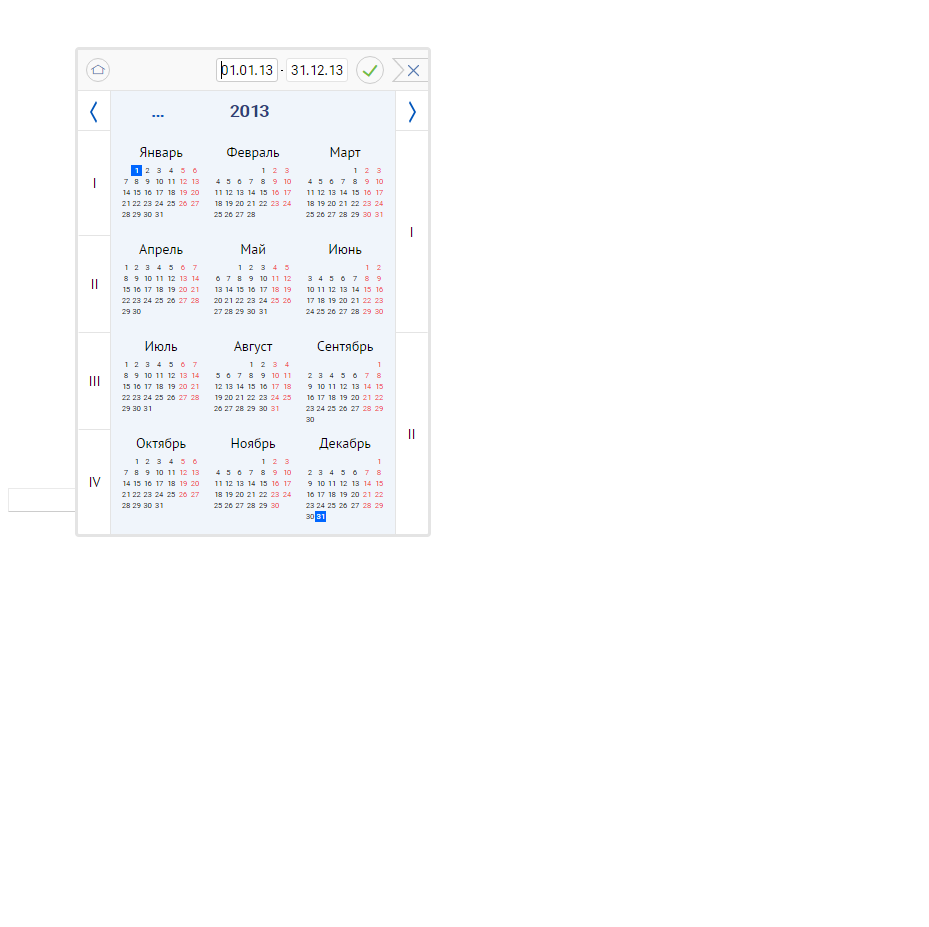 01.01.13 - 31.12.13
... 2013
Январь Февраль Март
1 2 3 4 5 6 1 2 3 1 2 3
7 8 9 10 11 12 13 4 5 6 7 8 9 10 4 5 6 7 8 9 10
I 14 15 16 17 18 19 20 11 12 13 14 15 16 17 11 12 13 14 15 16 17
21 22 23 24 25 26 27 18 19 20 21 22 23 24 18 19 20 21 22 23 24
28 29 30 31 25 26 27 28 25 26 27 28 29 30 31
I
Апрель Май Июнь
1 2 3 4 5 6 7 1 2 3 4 5 1 2
8 9 10 11 12 13 14 6 7 8 9 10 11 12 3 4 5 6 7 8 9
II 15 16 17 18 19 20 21 13 14 15 16 17 18 19 10 11 12 13 14 15 16
22 23 24 25 26 27 28 20 21 22 23 24 25 26 17 18 19 20 21 22 23
29 30 27 28 29 30 31 24 25 26 27 28 29 30
Июль Август Сентябрь
1 2 3 4 5 6 7 1 2 3 4 1
8 9 10 11 12 13 14 5 6 7 8 9 10 11 2 3 4 5 6 7 8
III 15 16 17 18 19 20 21 12 13 14 15 16 17 18 9 10 11 12 13 14 15
22 23 24 25 26 27 28 19 20 21 22 23 24 25 16 17 18 19 20 21 22
29 30 31 26 27 28 29 30 31 23 24 25 26 27 28 29
30
II
Октябрь Ноябрь Декабрь
1 2 3 4 5 6 1 2 3 1
7 8 9 10 11 12 13 4 5 6 7 8 9 10 2 3 4 5 6 7 8
IV 14 15 16 17 18 19 20 11 12 13 14 15 16 17 9 10 11 12 13 14 15
21 22 23 24 25 26 27 18 19 20 21 22 23 24 16 17 18 19 20 21 22
28 29 30 31 25 26 27 28 29 30 23 24 25 26 27 28 29
30 31